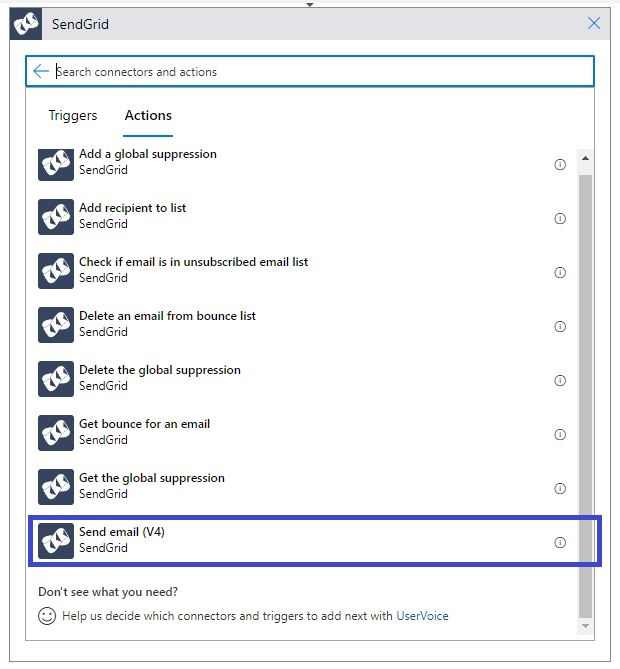 SendGrid
Search connectors and actions
Triggers Actions
Add a global suppression
SendGrid
Add recipient to list
SendGrid
Check if email is in unsubscribed email list
SendGrid
Delete an email from bounce list
SendGrid
Delete the global suppression
SendGrid
Get bounce for an email
SendGrid
Get the global suppression
SendGrid
Send email (V4)
SendGrid
Don't see what you need?
Help us decide which connectors and triggers to add next with UserVoice